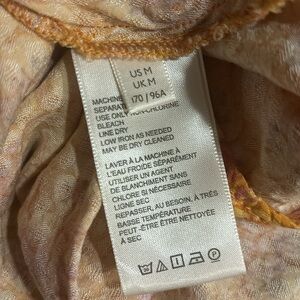 US M
UK M
170 / 96A
MACHINE
SEPARATE
USE ONLY NON-CHLORINE
BLEACH
LINE DRY
LOW IRON AS NEEDED
MAY BE DRY CLEANED
LAVER À LA MACHINE À
L'EAU FROIDE SÉPARÉMENT
UTILISER UN AGENT
DE BLANCHIMENT SANS
CHLORE SI NÉCESSAIRE
LIGNE SEC
REPASSER, AU BESOIN, À TRÈS
BASSE TEMPÉRATURE
PEUT -ÊTRE ÊTRE NETTOYÉE
À SEC
P